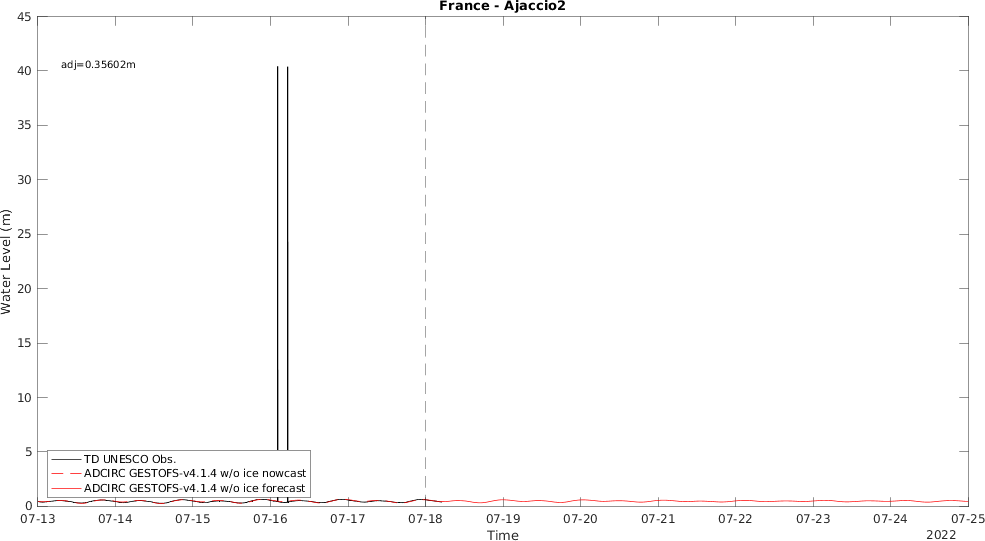 France - Ajaccio2
adj=0.35602m
45
40
35
30
25
20
15
10
5
0
Water Level (m)
TD UNESCO Obs.
ADCIRC GESTOFS-v4.1.4 w/o ice nowcast
ADCIRC GESTOFS-v4.1.4 w/o ice forecast
07-13 07-14 07-15 07-16 07-17 07-18 07-19 07-20 07-21 07-22 07-23 07-24 07-25
Time
2022